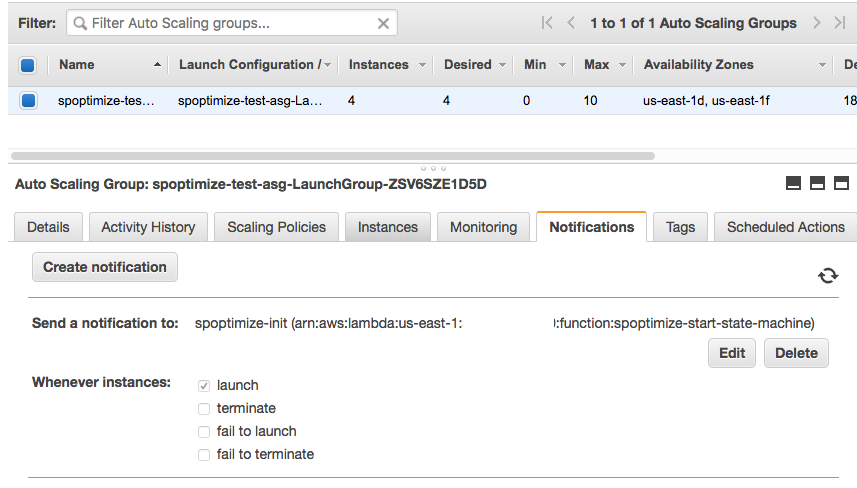 Filter: Filter Auto Scaling groups... 1 to 1 of 1 Auto Scaling Groups
Name Launch Configuration / Instances Desired Min Max Availability Zones De
spoptimize-tes... spoptimize-test-asg-La... 4 4 0 10 us-east-1d, us-east-1f 18
Auto Scaling Group: spoptimize-test-asg-LaunchGroup-ZSV6SZE1D5D
Details Activity History Scaling Policies Instances Monitoring Notifications Tags Scheduled Actions
Create notification
Send a notification to: spoptimize-init (arn:aws:lambda:us-east-1: :function:spoptimize-start-state-machine)
Edit Delete
Whenever instances: launch
terminate
fail to launch
fail to terminate